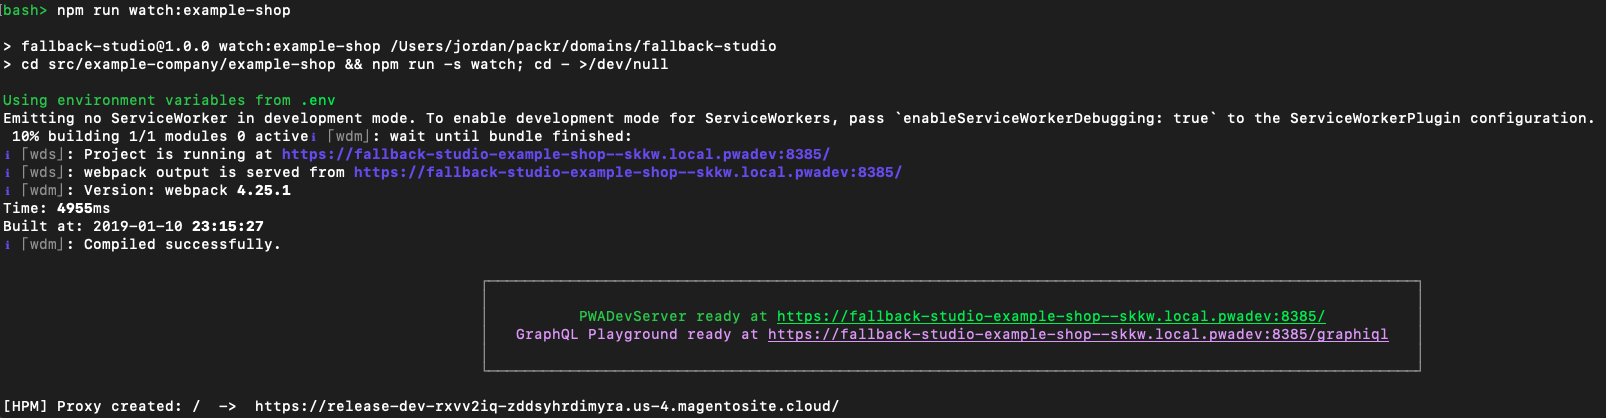 bash> npm run watch:example-shop
> fallback-studio@1.0.0 watch:example-shop /Users/jordan/packr/domains/fallback-studio
> cd src/example-company/example-shop && npm run -s watch; cd - >/dev/null
Using environment variables from .env
Emitting no ServiceWorker in development mode. To enable development mode for ServiceWorkers, pass `enableServiceWorkerDebugging: true` to the ServiceWorkerPlugin configuration.
10% building 1/1 modules 0 activeℹ ｢wdm｣: wait until bundle finished:
ℹ ｢wds｣: Project is running at https://fallback-studio-example-shop--skkw.local.pwadev:8385/
ℹ ｢wds｣: webpack output is served from https://fallback-studio-example-shop--skkw.local.pwadev:8385/
ℹ ｢wdm｣: Version: webpack 4.25.1
Time: 4955ms
Built at: 2019-01-10 23:15:27
ℹ ｢wdm｣: Compiled successfully.
PWADevServer ready at https://fallback-studio-example-shop--skkw.local.pwadev:8385/
GraphQL Playground ready at https://fallback-studio-example-shop--skkw.local.pwadev:8385/graphiql
[HPM] Proxy created: /  ->  https://release-dev-rxvv2iq-zddsyhrdimyra.us-4.magentosite.cloud/